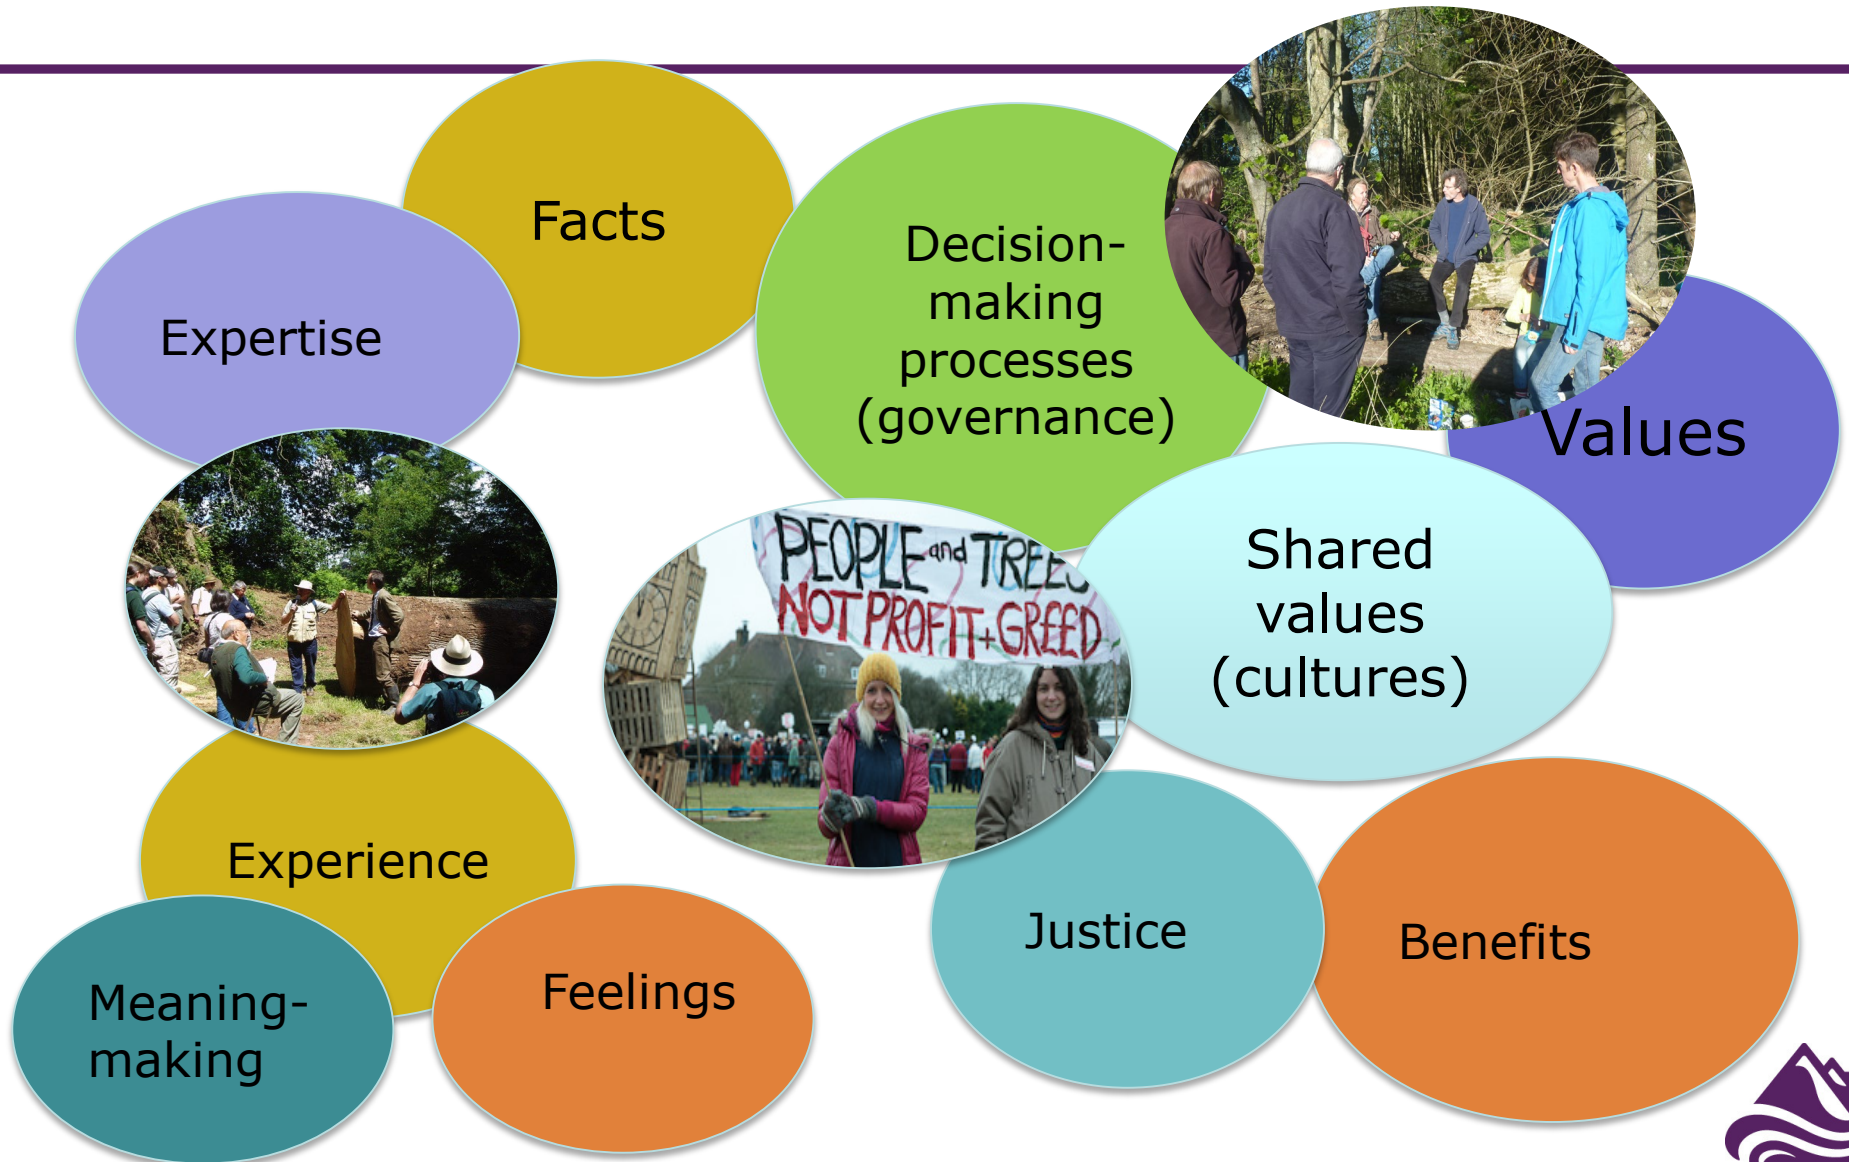 Facts
Expertise
Decision-
making
processes
(governance)
Values
Shared
values
(cultures)
PEOPLE and TREES
NOT PROFIT + GREED
Experience
Justice
Benefits
Feelings
Meaning-
making